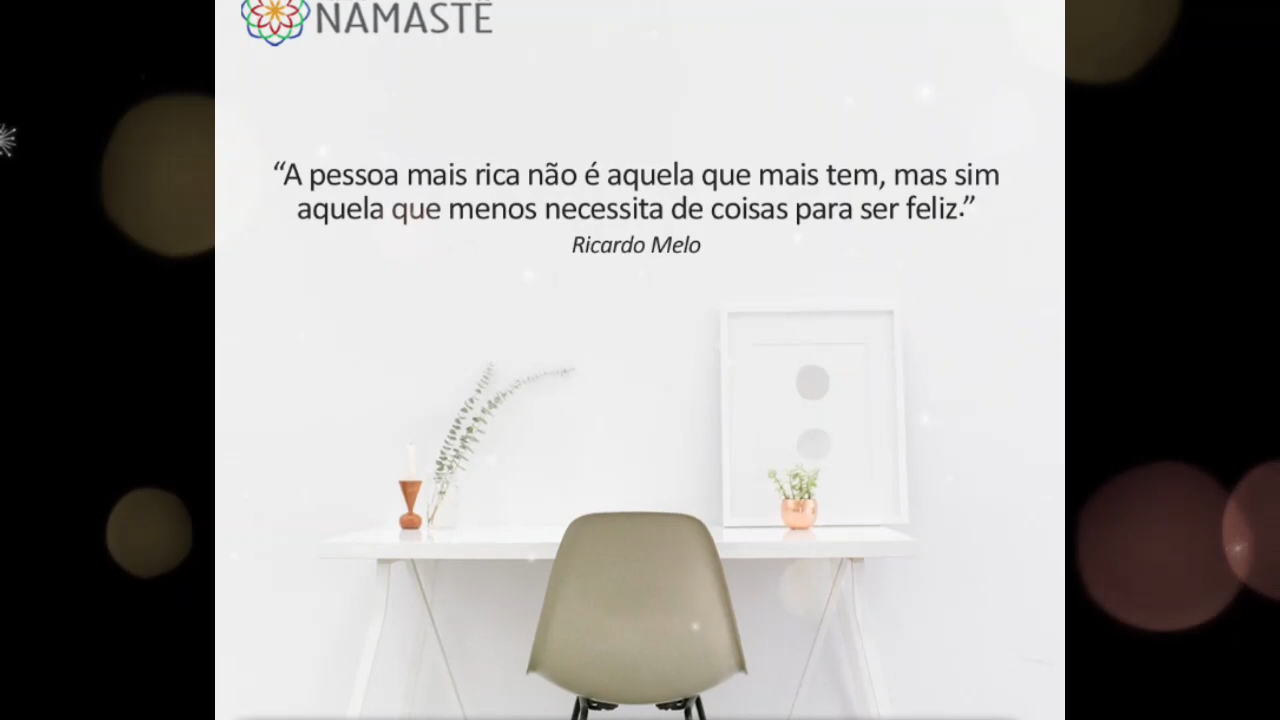 NAMASTÊ
“A pessoa mais rica não é aquela que mais tem, mas sim
aquela que menos necessita de coisas para ser feliz.”
Ricardo Melo